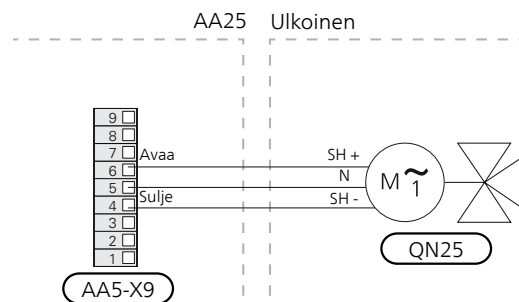 AA25 Ulkoinen
9
8
7 Avaa
6 SH +
5 N
4 Sulje SH -
3
2
1
M ~ 1
QN25
AA5-X9